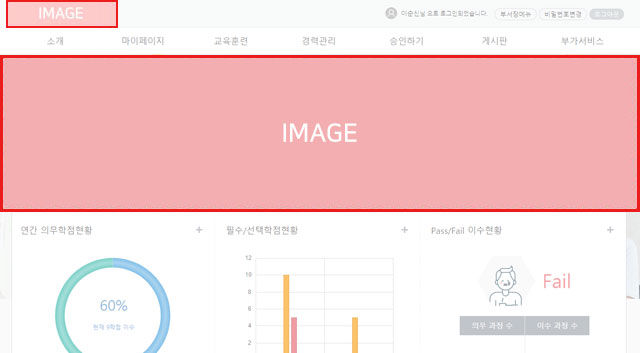 IMAGE
이순신님 으로 로그인되었습니다. 부서장메뉴 비밀번호변경 로그아웃
소개 마이페이지 교육훈련 경력관리 승인하기 게시판 부가서비스
IMAGE
연간 의무학점현황 + 필수/선택학점현황 + Pass/Fail 이수현황 +
12
10
8
6
4
2
60%
현재 6학점 이수
Fail
의무 과정 수 이수 과정 수